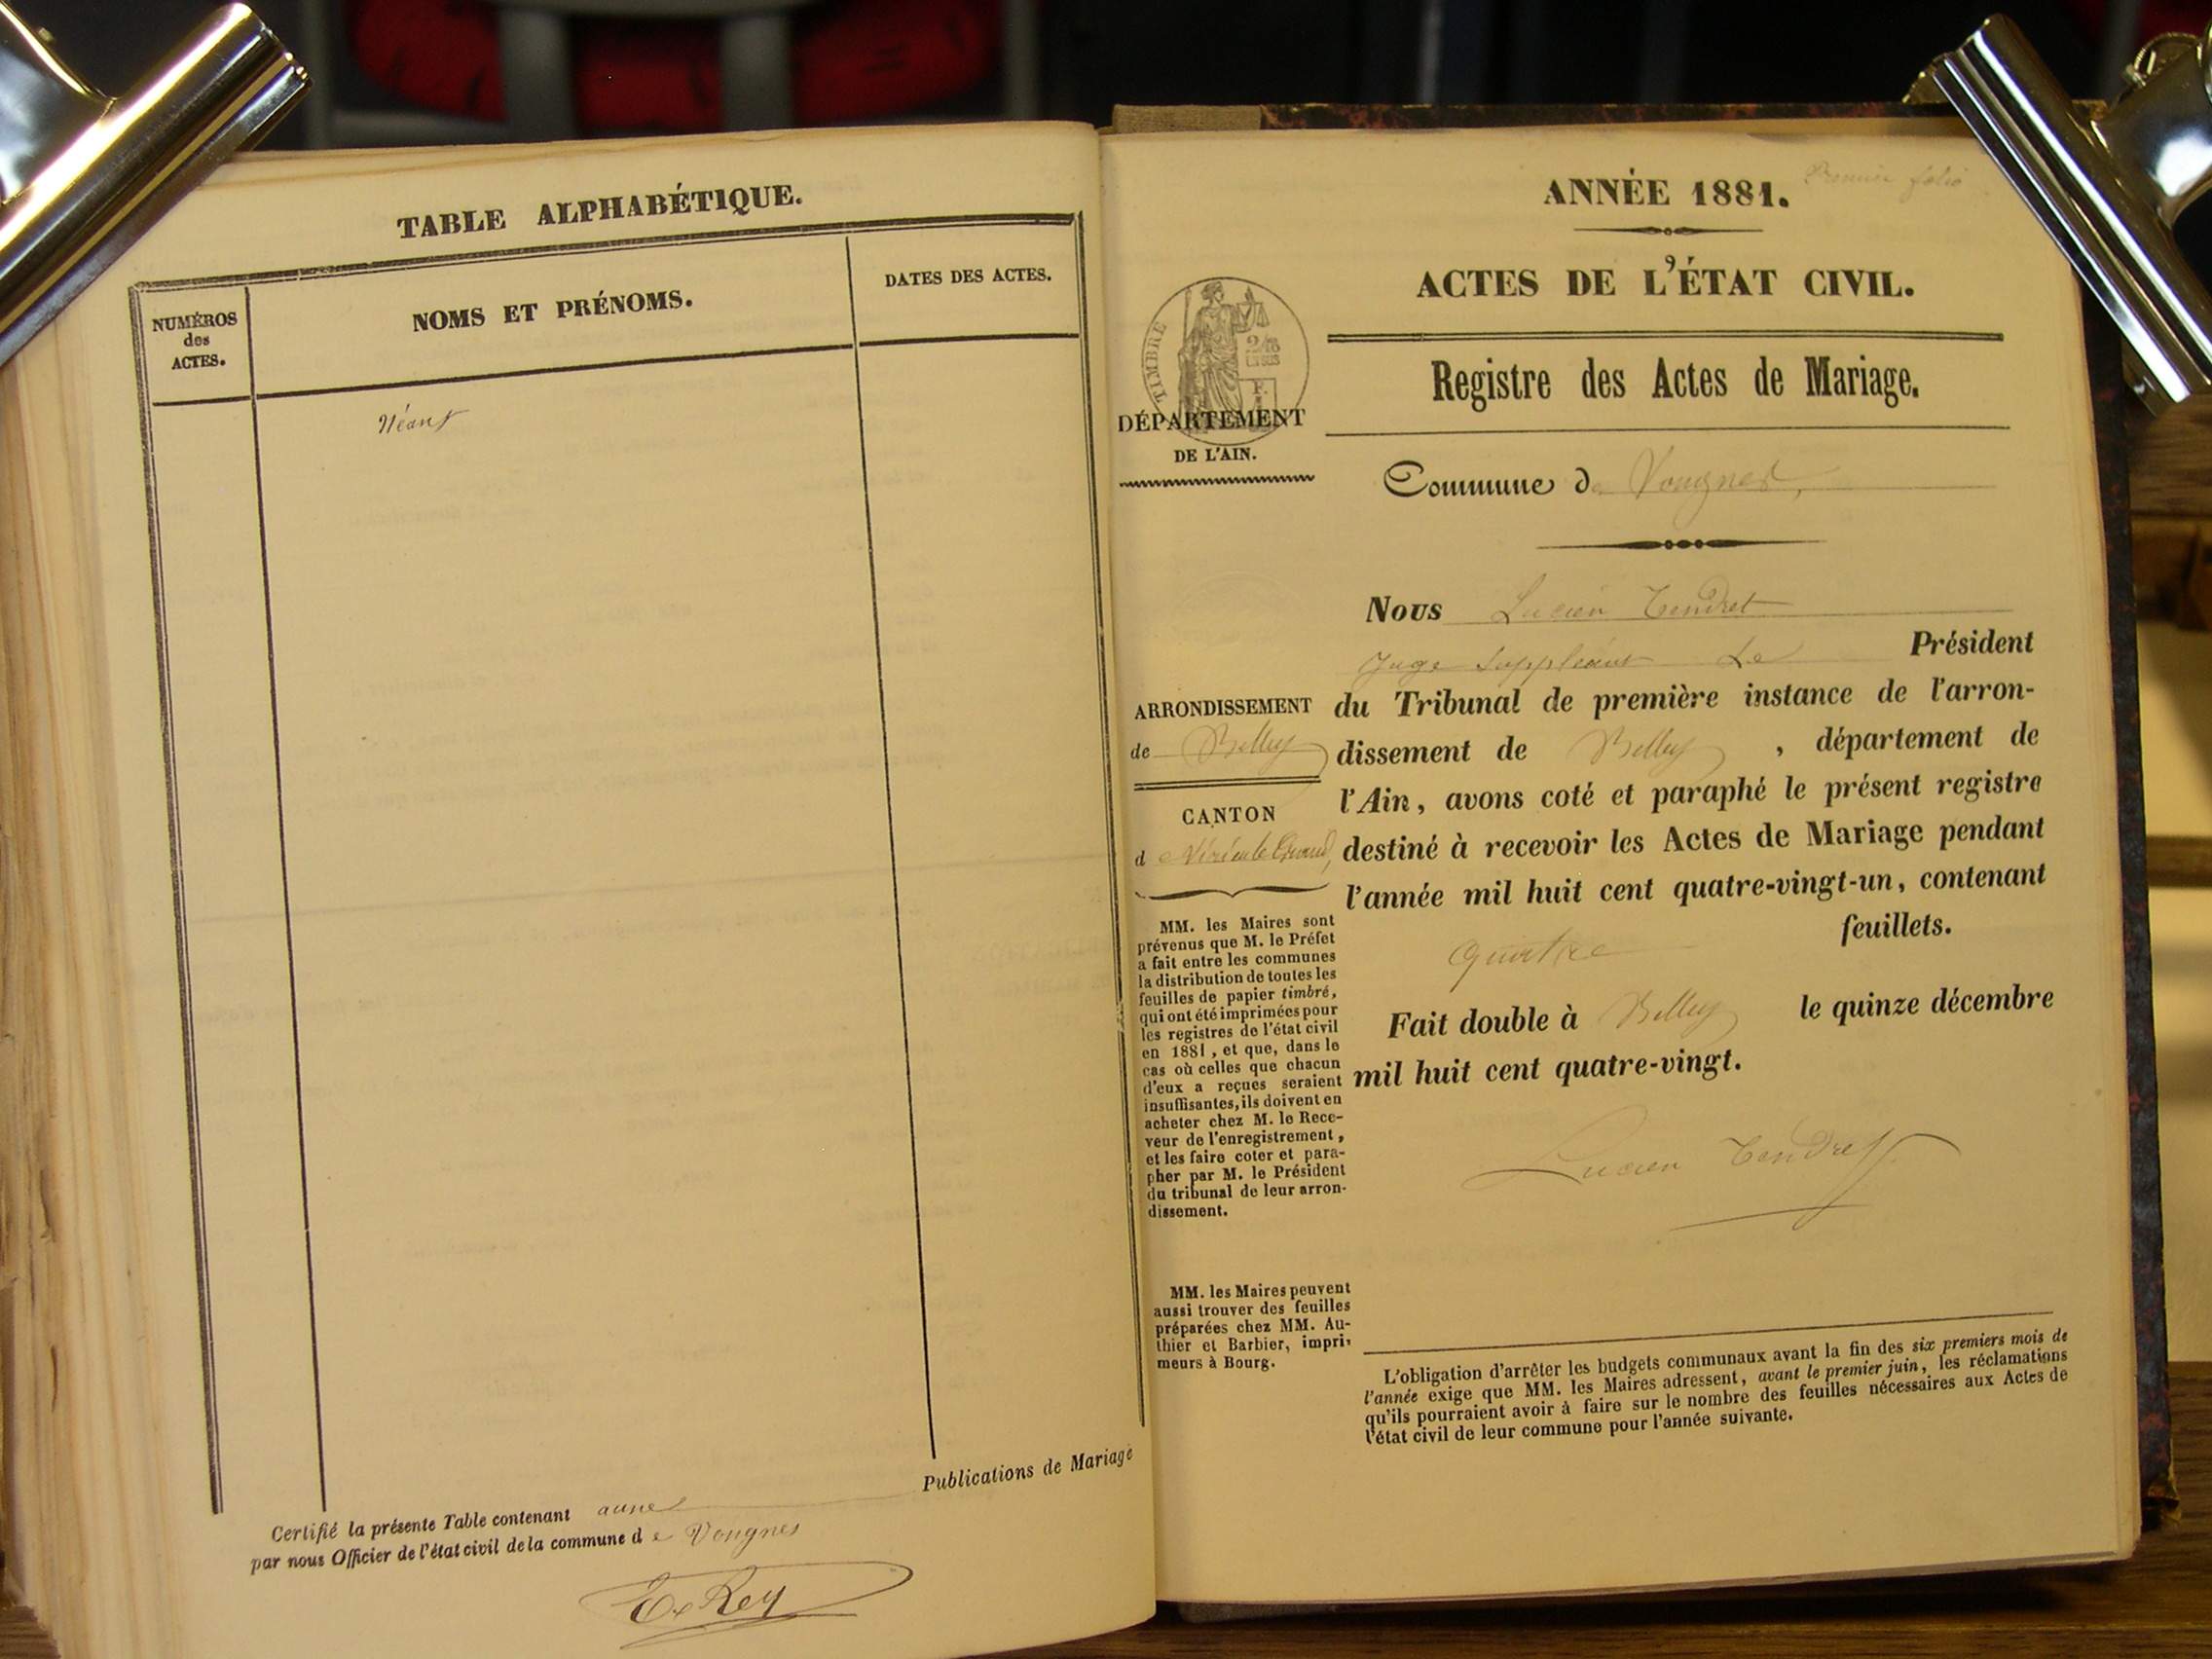 TABLE ALPHABÉTIQUE.
NUMÉROS
des
ACTES.
NOMS ET PRÉNOMS.
DATES DES ACTES.
Néant
Publications de Mariage
Certifié la présente Table contenant aune
par nous Officier de l'état civil de la commune d e Vongnes
E. Rey
Premier folio
ANNÉE 1881.
ACTES DE L'ÉTAT CIVIL.
TIMBRE
DÉPARTEMENT
DE L'AIN.
Registre des Actes de Mariage.
Commune de Vongnes,
Nous Lucien Tendret
Juge Suppléant Le Président
du Tribunal de première instance de l'arron-
dissement de Belley, département de
l'Ain, avons coté et paraphé le présent registre
destiné à recevoir les Actes de Mariage pendant
l'année mil huit cent quatre-vingt-un, contenant
quatre feuillets.
Fait double à Belley le quinze décembre
mil huit cent quatre-vingt.
Lucien Tendret
ARRONDISSEMENT
de Belley
CANTON
d e Virieu le Grand,
MM. les Maires sont
prévenus que M. le Préfet
a fait entre les communes
la distribution de toutes les
feuilles de papier timbré,
qui ont été imprimées pour
les registres de l'état civil
en 1881, et que, dans le
cas où celles que chacun
d'eux a reçues seraient
insuffisantes, ils doivent en
acheter chez M. le Rece-
veur de l'enregistrement,
et les faire coter et para-
pher par M. le Président
du tribunal de leur arron-
dissement.
MM. les Maires peuvent
aussi trouver des feuilles
préparées chez MM. Au-
thier et Barbier, impri-
meurs à Bourg.
L'obligation d'arrêter les budgets communaux avant la fin des six premiers mois de
l'année exige que MM. les Maires adressent, avant le premier juin, les réclamations
qu'ils pourraient avoir à faire sur le nombre des feuilles nécessaires aux Actes de
l'état civil de leur commune pour l'année suivante.